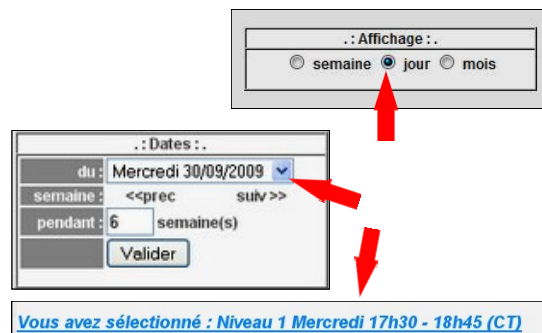 .: Affichage :.
semaine jour mois
.: Dates :.
du : Mercredi 30/09/2009
semaine : <<prec suiv>>
pendant : 6 semaine(s)
Valider
Vous avez sélectionné : Niveau 1 Mercredi 17h30 - 18h45 (CT)